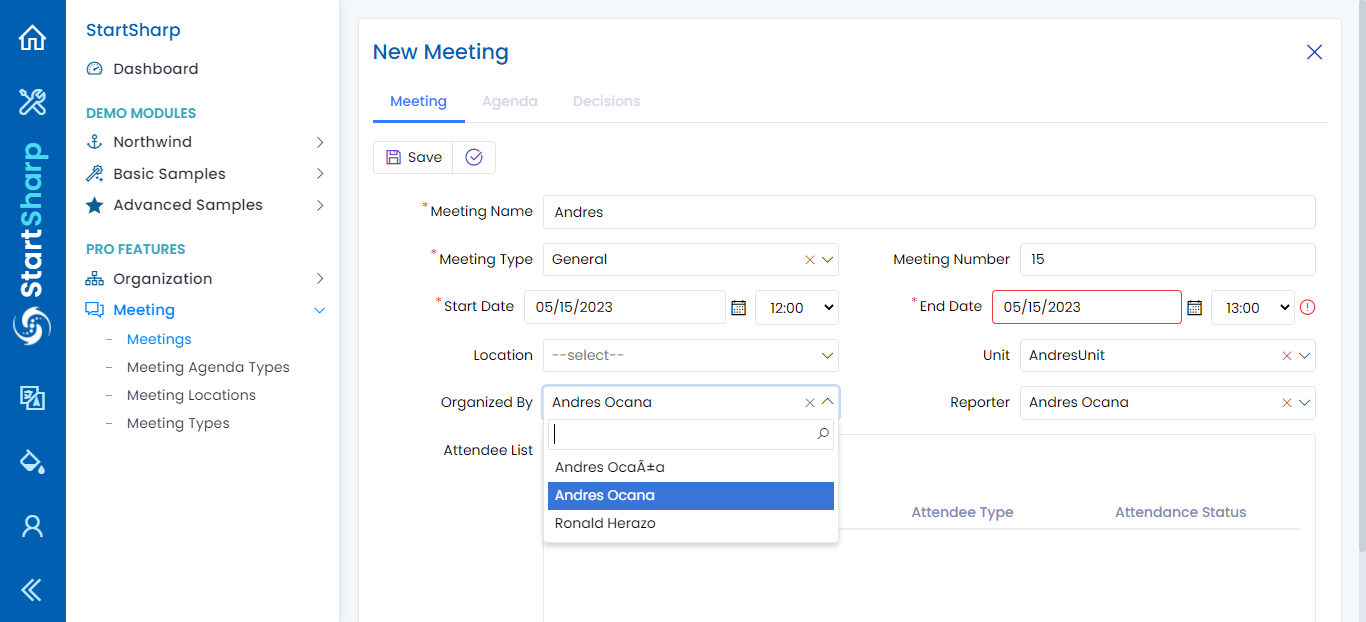 StartSharp
StartSharp
Dashboard
DEMO MODULES
Northwind
Basic Samples
Advanced Samples
PRO FEATURES
Organization
Meeting
Meetings
Meeting Agenda Types
Meeting Locations
Meeting Types
New Meeting
Meeting Agenda Decisions
Save
*Meeting Name Andres
*Meeting Type General Meeting Number 15
*Start Date 05/15/2023 12:00 *End Date 05/15/2023 13:00
Location --select-- Unit AndresUnit
Organized By Andres Ocana Reporter Andres Ocana
Attendee List
Andres OcaÃ±a
Andres Ocana
Ronald Herazo
Attendee Type Attendance Status